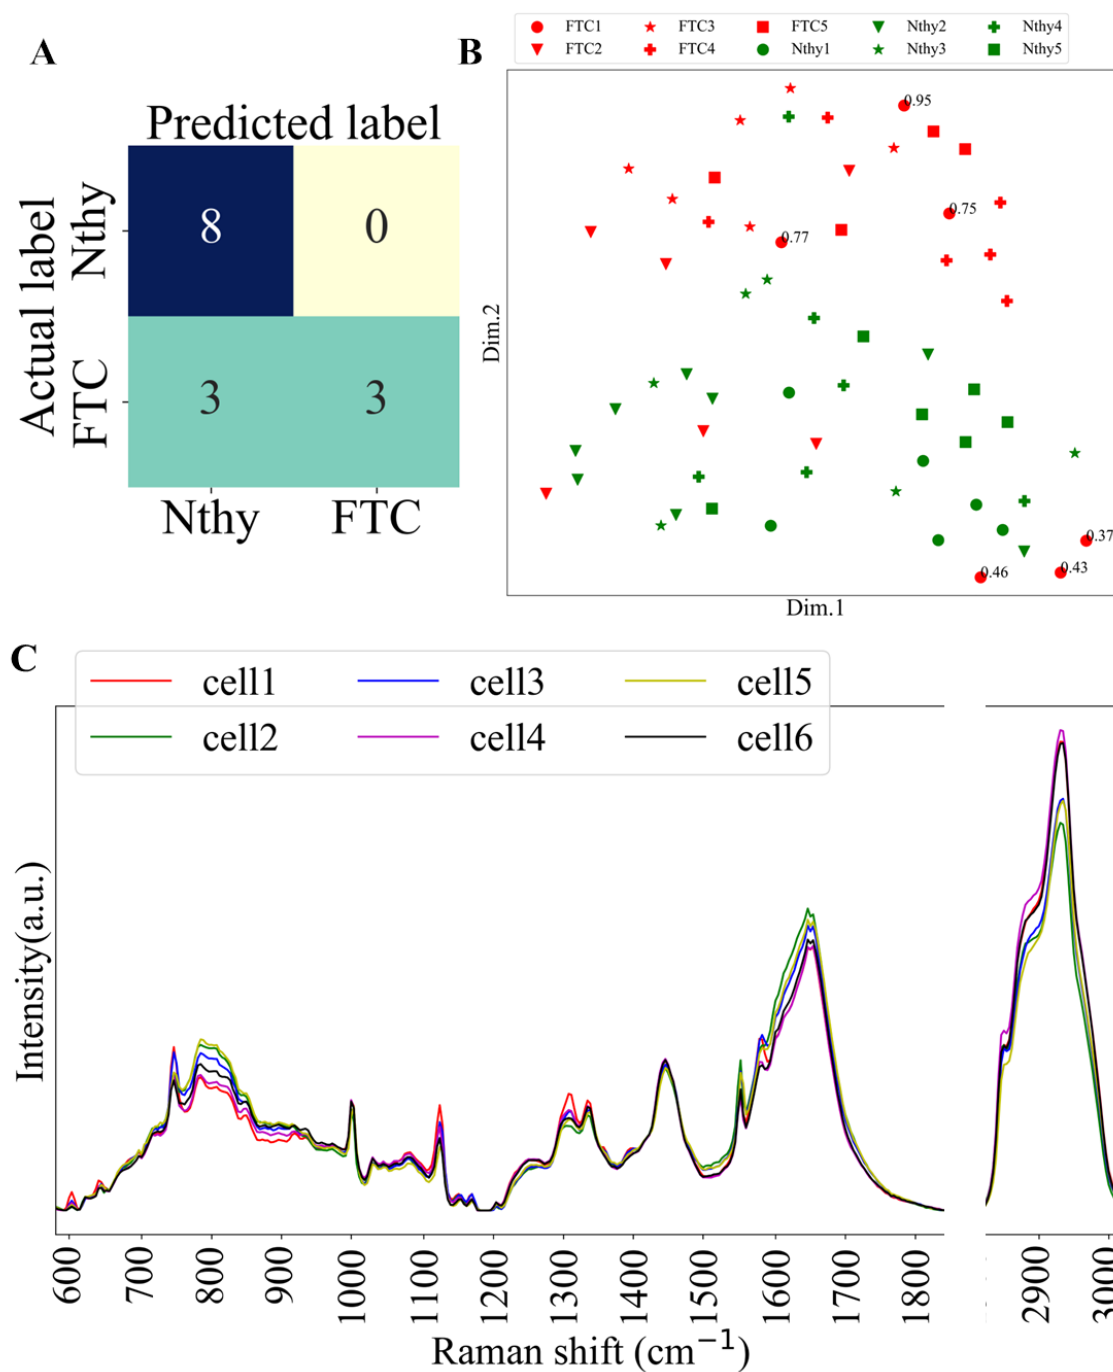 A
Predicted label
Actual label
Nthy
FTC
8
0
3
3
Nthy
FTC
B
FTC1
FTC3
FTC5
Nthy2
Nthy4
FTC2
FTC4
Nthy1
Nthy3
Nthy5
0.95
0.75
0.77
0.37
0.43
0.46
Dim.2
Dim.1
C
cell1
cell3
cell5
cell2
cell4
cell6
Intensity(a.u.)
600
700
800
900
1000
1100
1200
1300
1400
1500
1600
1700
1800
2900
3000
Raman shift (cm⁻¹)